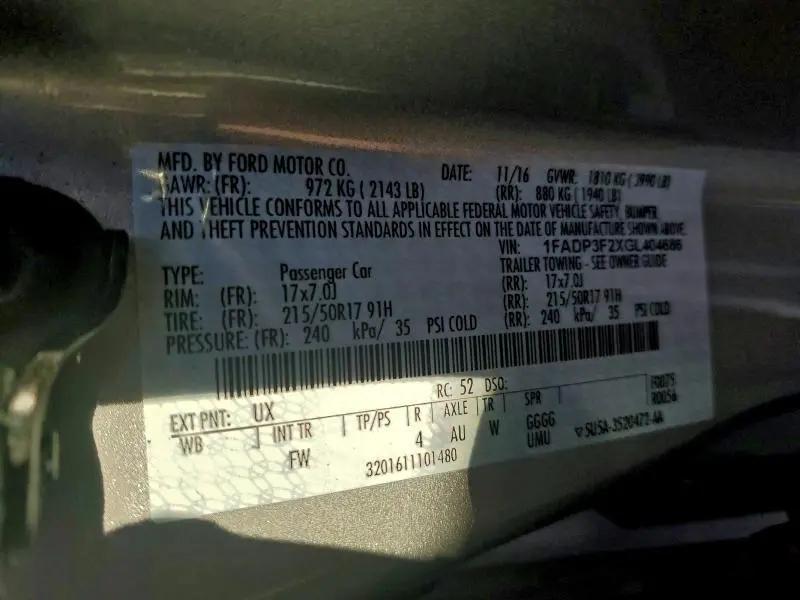 MFD. BY FORD MOTOR CO. DATE: 11/16 GVWR: 1810 KG ( 3990 LB)
GAWR: (FR): 972 KG ( 2143 LB) (RR): 880 KG ( 1940 LB)
THIS VEHICLE CONFORMS TO ALL APPLICABLE FEDERAL MOTOR VEHICLE SAFETY, BUMPER,
AND THEFT PREVENTION STANDARDS IN EFFECT ON THE DATE OF MANUFACTURE SHOWN ABOVE.
VIN: 1FADP3F2XGL404686
TYPE: Passenger Car TRAILER TOWING - SEE OWNER GUIDE
RIM: (FR): 17x7.0J (RR): 17x7.0J
TIRE: (FR): 215/50R17 91H (RR): 215/50R17 91H
PRESSURE: (FR): 240 kPa/ 35 PSI COLD (RR): 240 kPa/ 35 PSI COLD
EXT PNT: UX RC: 52 DSO:
WB INT TR TP/PS R AXLE TR SPR
FW 4 AU W GGGG
UMU
3201611101480
R0056